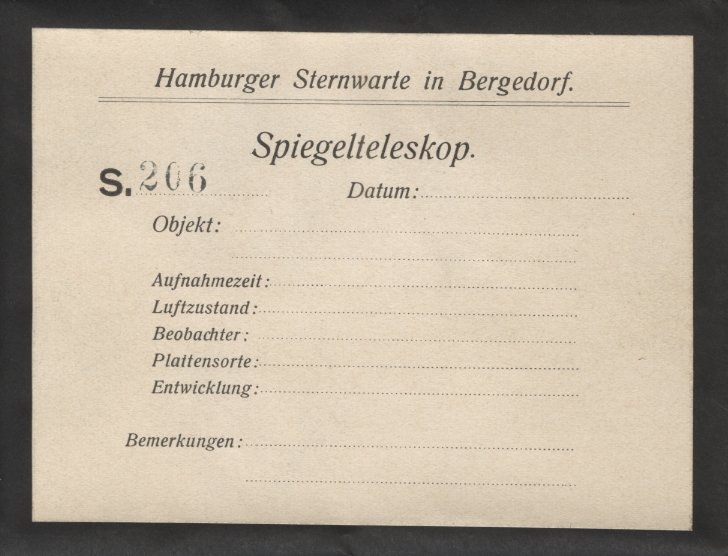 Hamburger Sternwarte in Bergedorf.
Spiegelteleskop.
S. 206
Datum:
Objekt:
Aufnahmezeit:
Luftzustand:
Beobachter:
Plattensorte:
Entwicklung:
Bemerkungen: